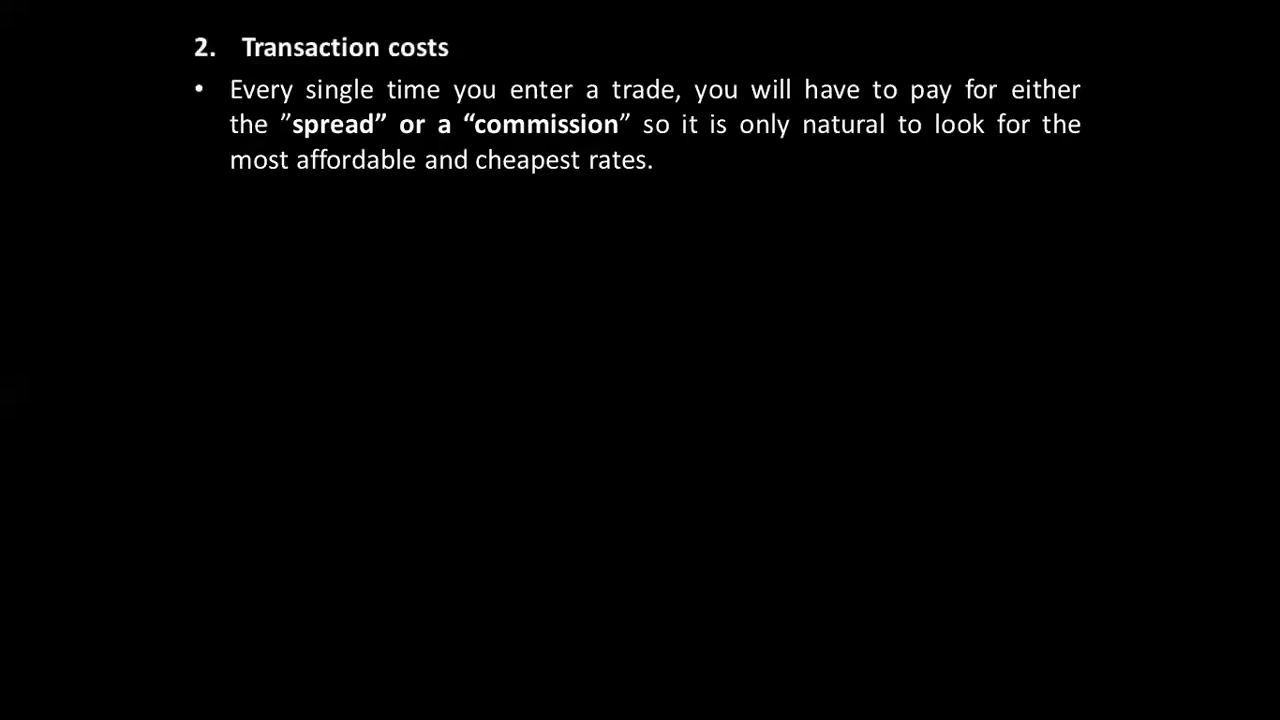 2. Transaction costs
• Every single time you enter a trade, you will have to pay for either
the ”spread” or a “commission” so it is only natural to look for the
most affordable and cheapest rates.